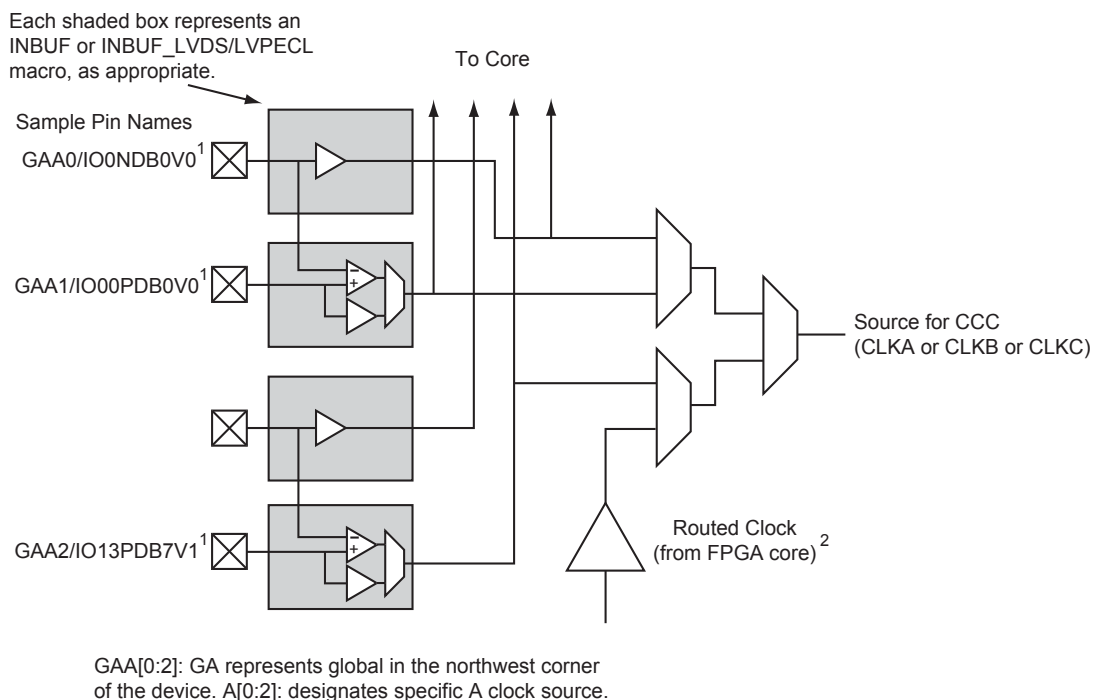 Each shaded box represents an
INBUF or INBUF_LVDS/LVPECL
macro, as appropriate.
To Core
Sample Pin Names
GAA0/IO0NDB0V0¹
GAA1/IO00PDB0V0¹
-
+
Source for CCC
(CLKA or CLKB or CLKC)
GAA2/IO13PDB7V1¹
-
+
Routed Clock
(from FPGA core)²
GAA[0:2]: GA represents global in the northwest corner
of the device. A[0:2]: designates specific A clock source.